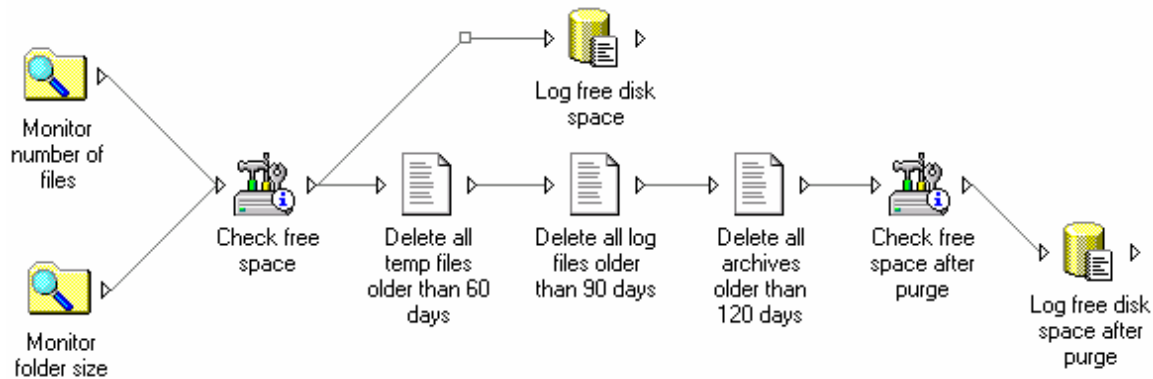 Log free disk
space
Monitor
number of
files
Check free
space
Delete all
temp files
older than 60
days
Delete all log
files older
than 90 days
Delete all
archives
older than
120 days
Check free
space after
purge
Log free disk
space after
purge
Monitor
folder size